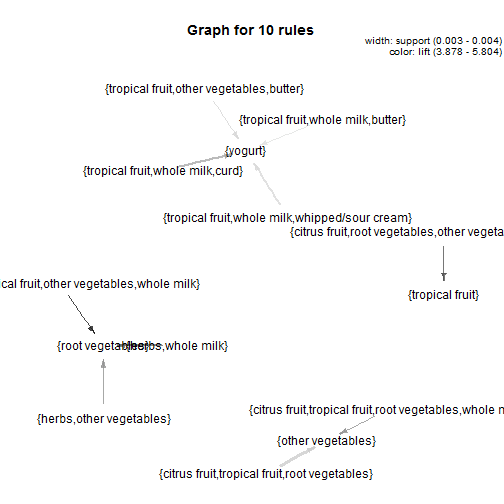 Graph for 10 rules
width: support (0.003 - 0.004)
color: lift (3.878 - 5.804)
{tropical fruit,other vegetables,butter}
{tropical fruit,whole milk,butter}
{yogurt}
{tropical fruit,whole milk,curd}
{tropical fruit,whole milk,whipped/sour cream}
{citrus fruit,root vegetables,other vegeta
ical fruit,other vegetables,whole milk}
{tropical fruit}
{root vegetables}
{herbs,whole milk}
{herbs,other vegetables}
{citrus fruit,tropical fruit,root vegetables,whole m
{other vegetables}
{citrus fruit,tropical fruit,root vegetables}